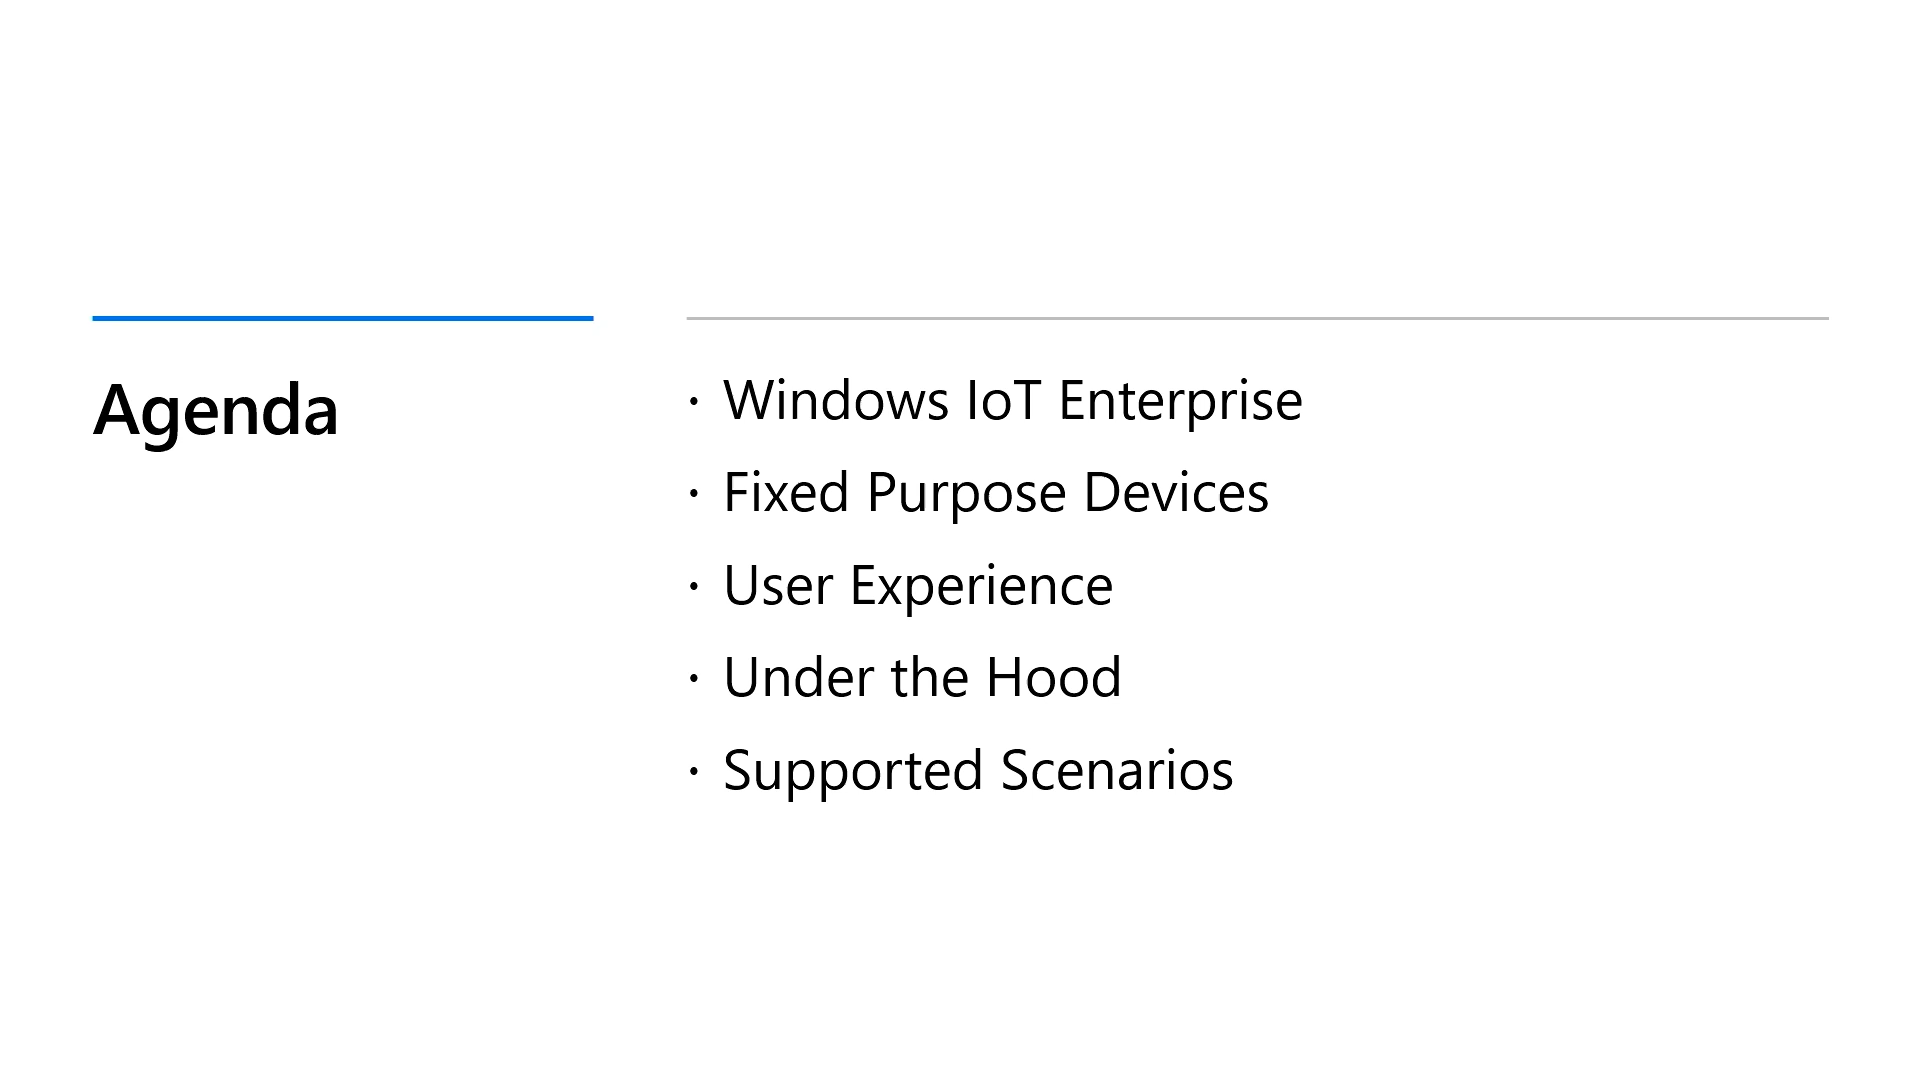 Agenda
· Windows IoT Enterprise
· Fixed Purpose Devices
· User Experience
· Under the Hood
· Supported Scenarios